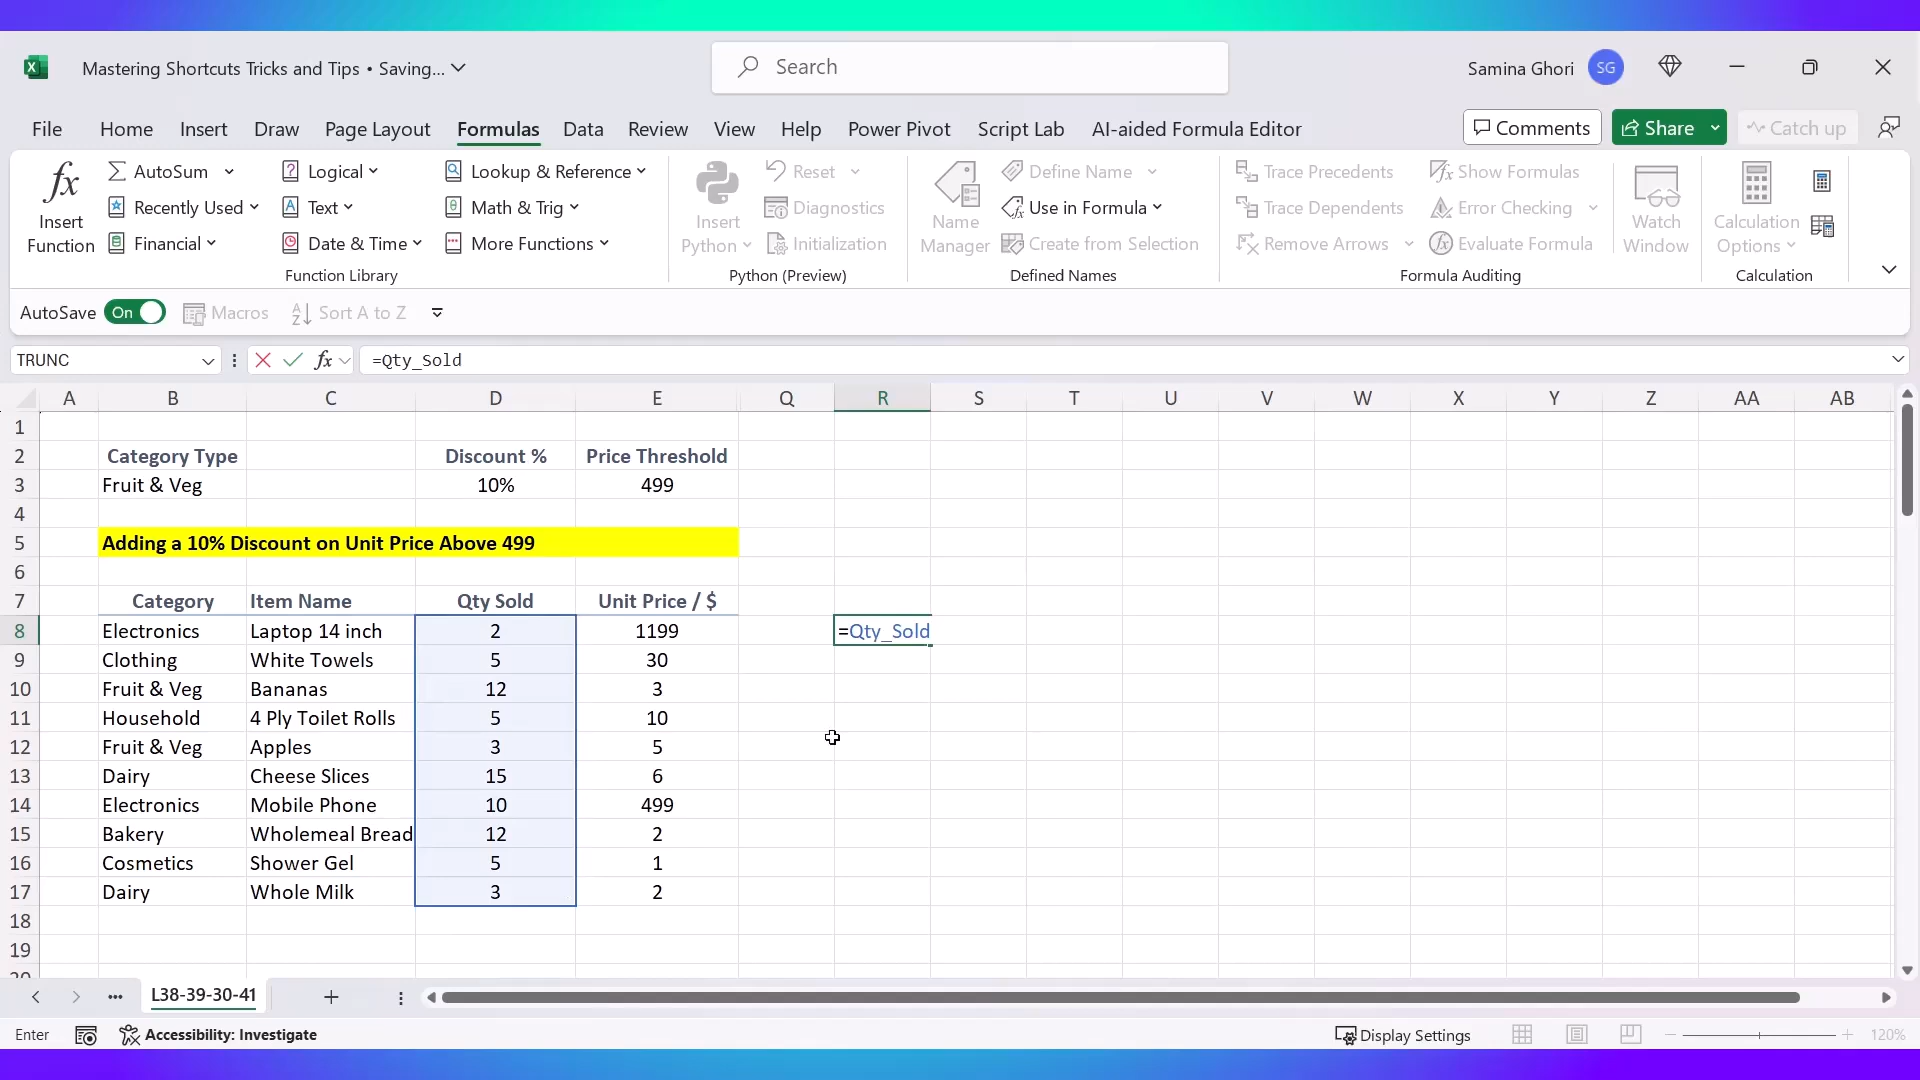 Mastering Shortcuts Tricks and Tips • Saving...
Search
Samina Ghori SG
File Home Insert Draw Page Layout Formulas Data Review View Help Power Pivot Script Lab AI-aided Formula Editor Comments Share Catch up
fx AutoSum Logical Lookup & Reference Reset Define Name Trace Precedents Show Formulas
Insert Function Recently Used Text Math & Trig Insert Python Diagnostics Name Manager Use in Formula Trace Dependents Error Checking Watch Window Calculation Options
Financial Date & Time More Functions Initialization Create from Selection Remove Arrows Evaluate Formula
Function Library Python (Preview) Defined Names Formula Auditing Calculation
AutoSave On Macros Sort A to Z
TRUNC fx =Qty_Sold
A B C D E Q R S T U V W X Y Z AA AB
1
2 Category Type Discount % Price Threshold
3 Fruit & Veg 10% 499
4
5 Adding a 10% Discount on Unit Price Above 499
6
7 Category Item Name Qty Sold Unit Price / $
8 Electronics Laptop 14 inch 2 1199 =Qty_Sold
9 Clothing White Towels 5 30
10 Fruit & Veg Bananas 12 3
11 Household 4 Ply Toilet Rolls 5 10
12 Fruit & Veg Apples 3 5
13 Dairy Cheese Slices 15 6
14 Electronics Mobile Phone 10 499
15 Bakery Wholemeal Bread 12 2
16 Cosmetics Shower Gel 5 1
17 Dairy Whole Milk 3 2
18
19
20
L38-39-30-41
Enter Accessibility: Investigate Display Settings 120%